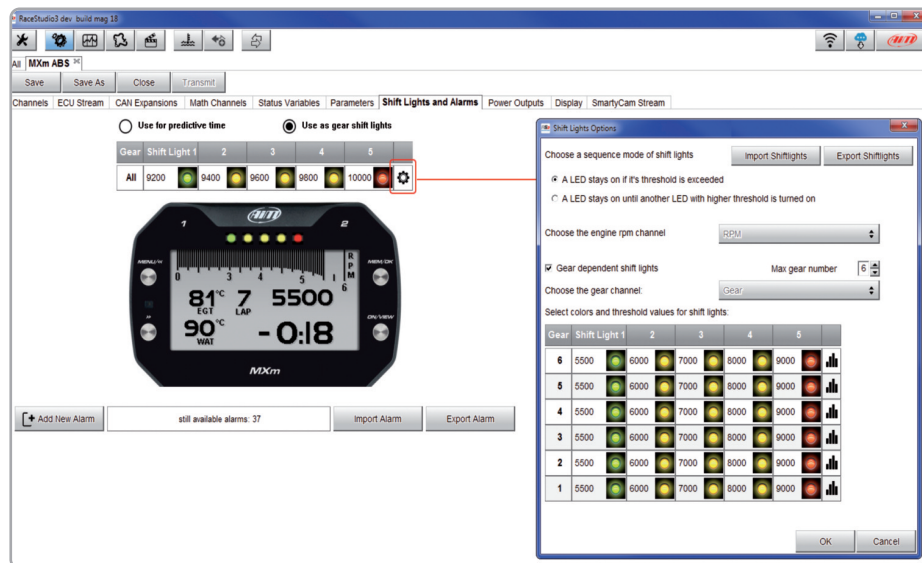 RaceStudio3 dev build mag 18
AiM
All MXm ABS
Save Save As Close Transmit
Channels ECU Stream CAN Expansions Math Channels Status Variables Parameters Shift Lights and Alarms Power Outputs Display SmartyCam Stream
Use for predictive time Use as gear shift lights
Gear Shift Light 1 2 3 4 5
All 9200 9400 9600 9800 10000
AiM
1 2
MENU/<< MEM/OK
>> ON/VIEW
0 3 4 5 6
RPM
81°C 7 5500
EGT LAP
90°C -0:18
WAT
MXm
Add New Alarm still available alarms: 37 Import Alarm Export Alarm
Shift Lights Options
Choose a sequence mode of shift lights Import Shiftlights Export Shiftlights
A LED stays on if it's threshold is exceeded
A LED stays on until another LED with higher threshold is turned on
Choose the engine rpm channel RPM
Gear dependent shift lights Max gear number 6
Choose the gear channel: Gear
Select colors and threshold values for shift lights:
Gear Shift Light 1 2 3 4 5
6 5500 6000 7000 8000 9000
5 5500 6000 7000 8000 9000
4 5500 6000 7000 8000 9000
3 5500 6000 7000 8000 9000
2 5500 6000 7000 8000 9000
1 5500 6000 7000 8000 9000
OK Cancel